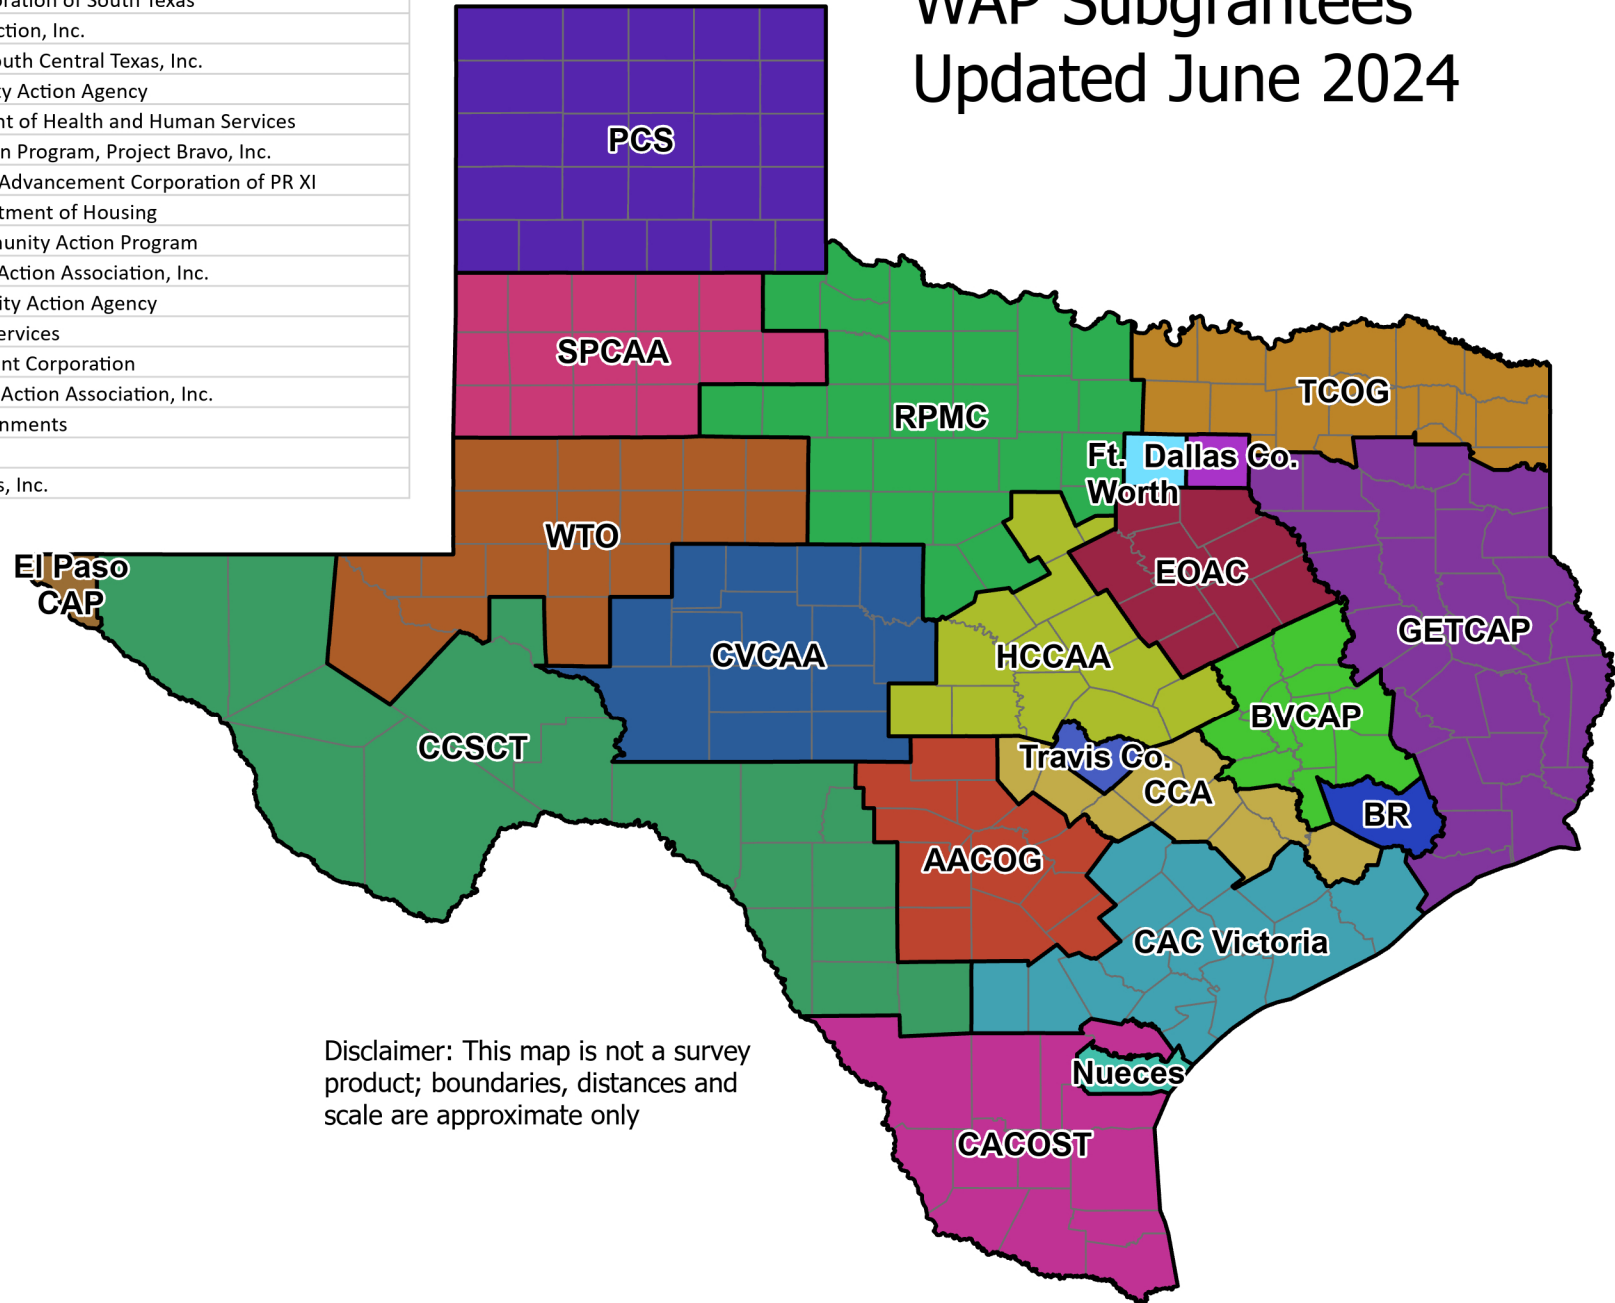 ction, Inc.
outh Central Texas, Inc.
ty Action Agency
nt of Health and Human Services
n Program, Project Bravo, Inc.
Advancement Corporation of PR XI
tment of Housing
unity Action Program
Action Association, Inc.
ity Action Agency
ervices
nt Corporation
Action Association, Inc.
nments
s, Inc.
WAP Subgrantees
Updated June 2024
PCS
SPCAA
RPMC
TCOG
Ft.
Worth
Dallas Co.
WTO
El Paso
CAP
EOAC
GETCAP
CVCAA
HCCAA
BVCAP
CCSCT
Travis Co.
CCA
BR
AACOG
CAC Victoria
Nueces
CACOST
Disclaimer: This map is not a survey
product; boundaries, distances and
scale are approximate only